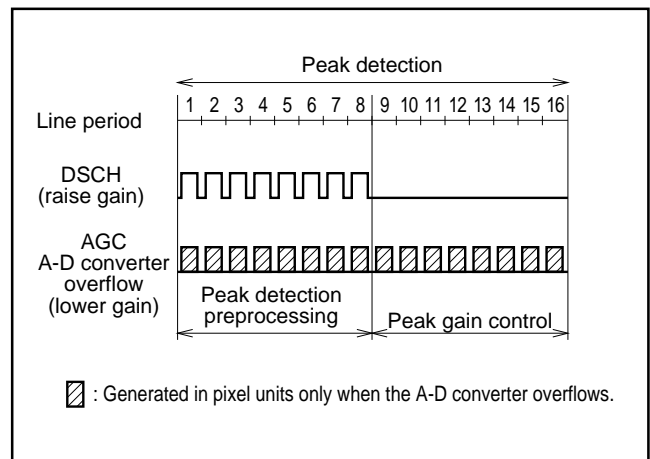 Peak detection
Line period
1 2 3 4 5 6 7 8 9 10 11 12 13 14 15 16
DSCH
(raise gain)
AGC
A-D converter
overflow
(lower gain)
Peak detection
preprocessing
Peak gain control
: Generated in pixel units only when the A-D converter overflows.